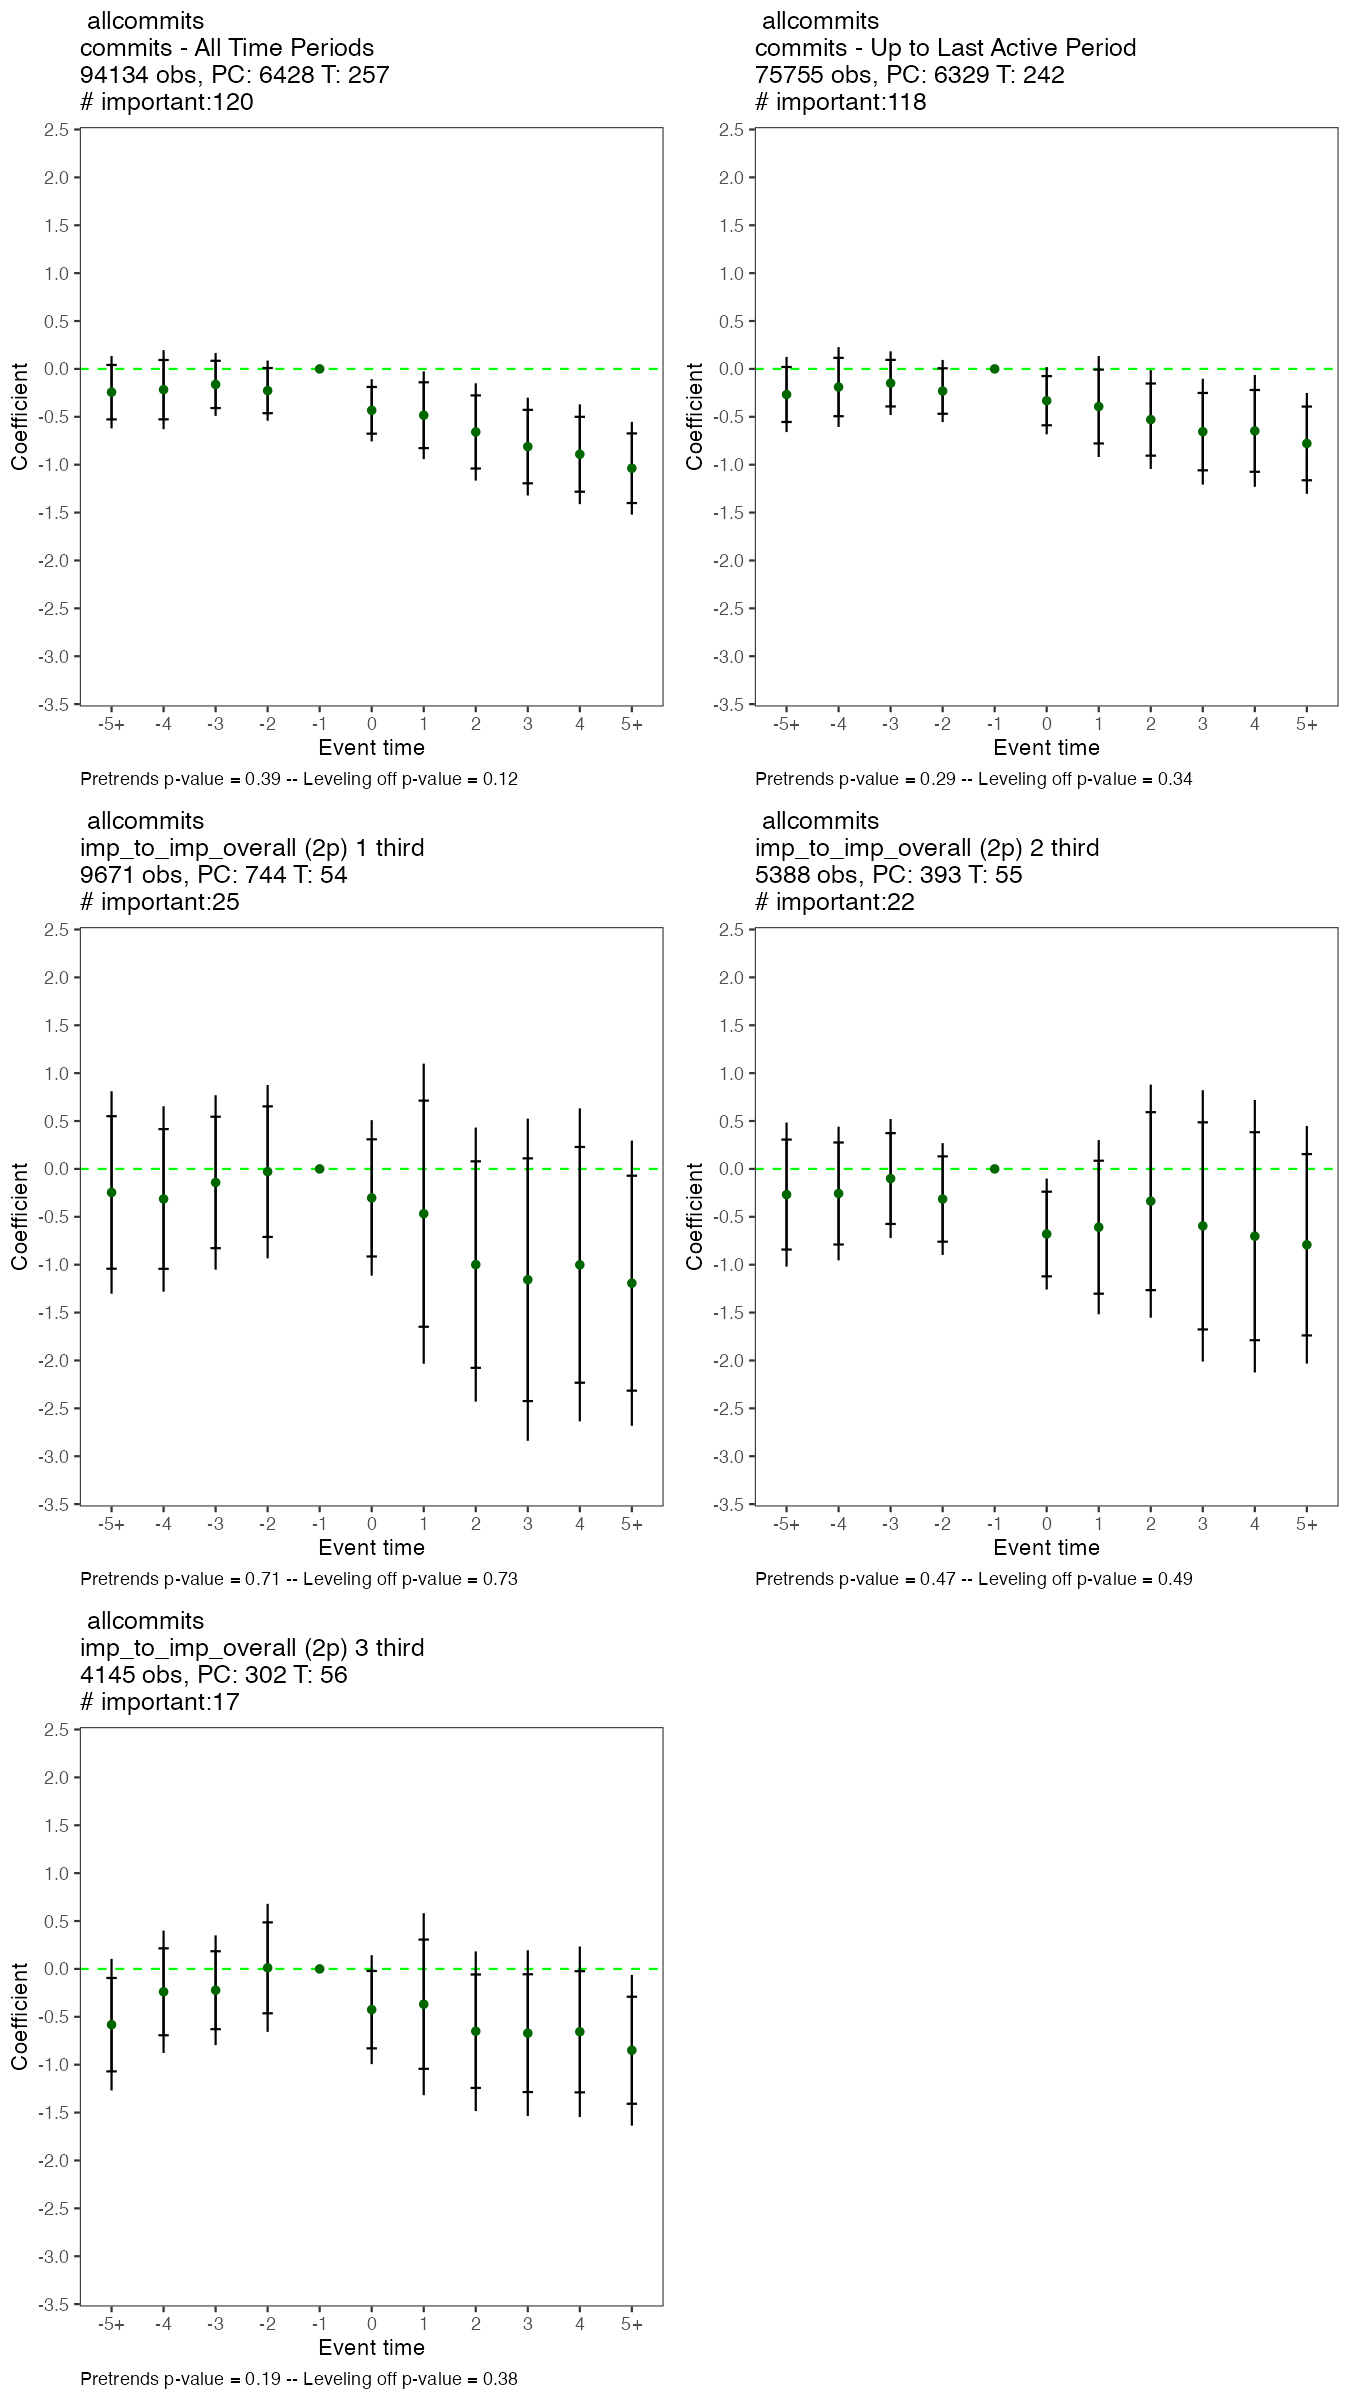 allcommits
commits - All Time Periods
94134 obs, PC: 6428 T: 257
# important:120
2.5
2.0
1.5
1.0
0.5
0.0
-0.5
-1.0
-1.5
-2.0
-2.5
-3.0
-3.5
Coefficient
-5+ -4 -3 -2 -1 0 1 2 3 4 5+
Event time
Pretrends p-value = 0.39 -- Leveling off p-value = 0.12
allcommits
commits - Up to Last Active Period
75755 obs, PC: 6329 T: 242
# important:118
2.5
2.0
1.5
1.0
0.5
0.0
-0.5
-1.0
-1.5
-2.0
-2.5
-3.0
-3.5
Coefficient
-5+ -4 -3 -2 -1 0 1 2 3 4 5+
Event time
Pretrends p-value = 0.29 -- Leveling off p-value = 0.34
allcommits
imp_to_imp_overall (2p) 1 third
9671 obs, PC: 744 T: 54
# important:25
2.5
2.0
1.5
1.0
0.5
0.0
-0.5
-1.0
-1.5
-2.0
-2.5
-3.0
-3.5
Coefficient
-5+ -4 -3 -2 -1 0 1 2 3 4 5+
Event time
Pretrends p-value = 0.71 -- Leveling off p-value = 0.73
allcommits
imp_to_imp_overall (2p) 2 third
5388 obs, PC: 393 T: 55
# important:22
2.5
2.0
1.5
1.0
0.5
0.0
-0.5
-1.0
-1.5
-2.0
-2.5
-3.0
-3.5
Coefficient
-5+ -4 -3 -2 -1 0 1 2 3 4 5+
Event time
Pretrends p-value = 0.47 -- Leveling off p-value = 0.49
allcommits
imp_to_imp_overall (2p) 3 third
4145 obs, PC: 302 T: 56
# important:17
2.5
2.0
1.5
1.0
0.5
0.0
-0.5
-1.0
-1.5
-2.0
-2.5
-3.0
-3.5
Coefficient
-5+ -4 -3 -2 -1 0 1 2 3 4 5+
Event time
Pretrends p-value = 0.19 -- Leveling off p-value = 0.38